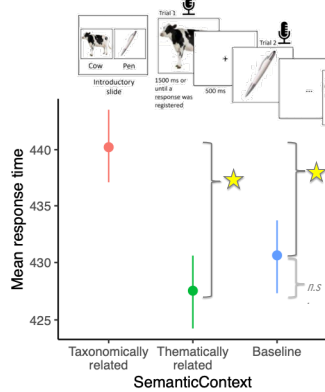 Trial 1
Cow Pen
Introductory
slide
1500 ms or
until a
response was
registered
+
500 ms
Trial 2
...
Mean response time
440
435
430
425
n.s
.
Taxonomically
related
Thematically
related
Baseline
SemanticContext